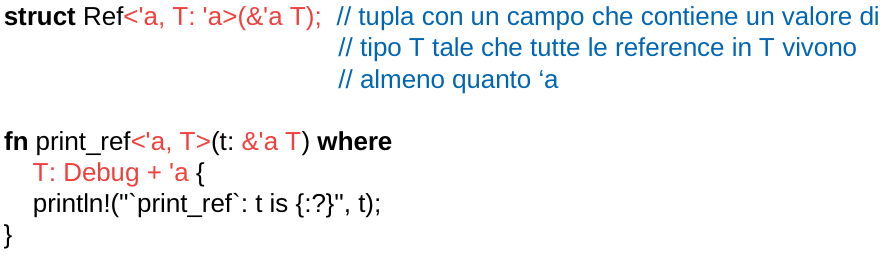 struct Ref<'a, T: 'a>(&'a T);  // tupla con un campo che contiene un valore di
// tipo T tale che tutte le reference in T vivono
// almeno quanto ‘a
fn print_ref<'a, T>(t: &'a T) where
    T: Debug + 'a {
    println!("`print_ref`: t is {:?}", t);
}